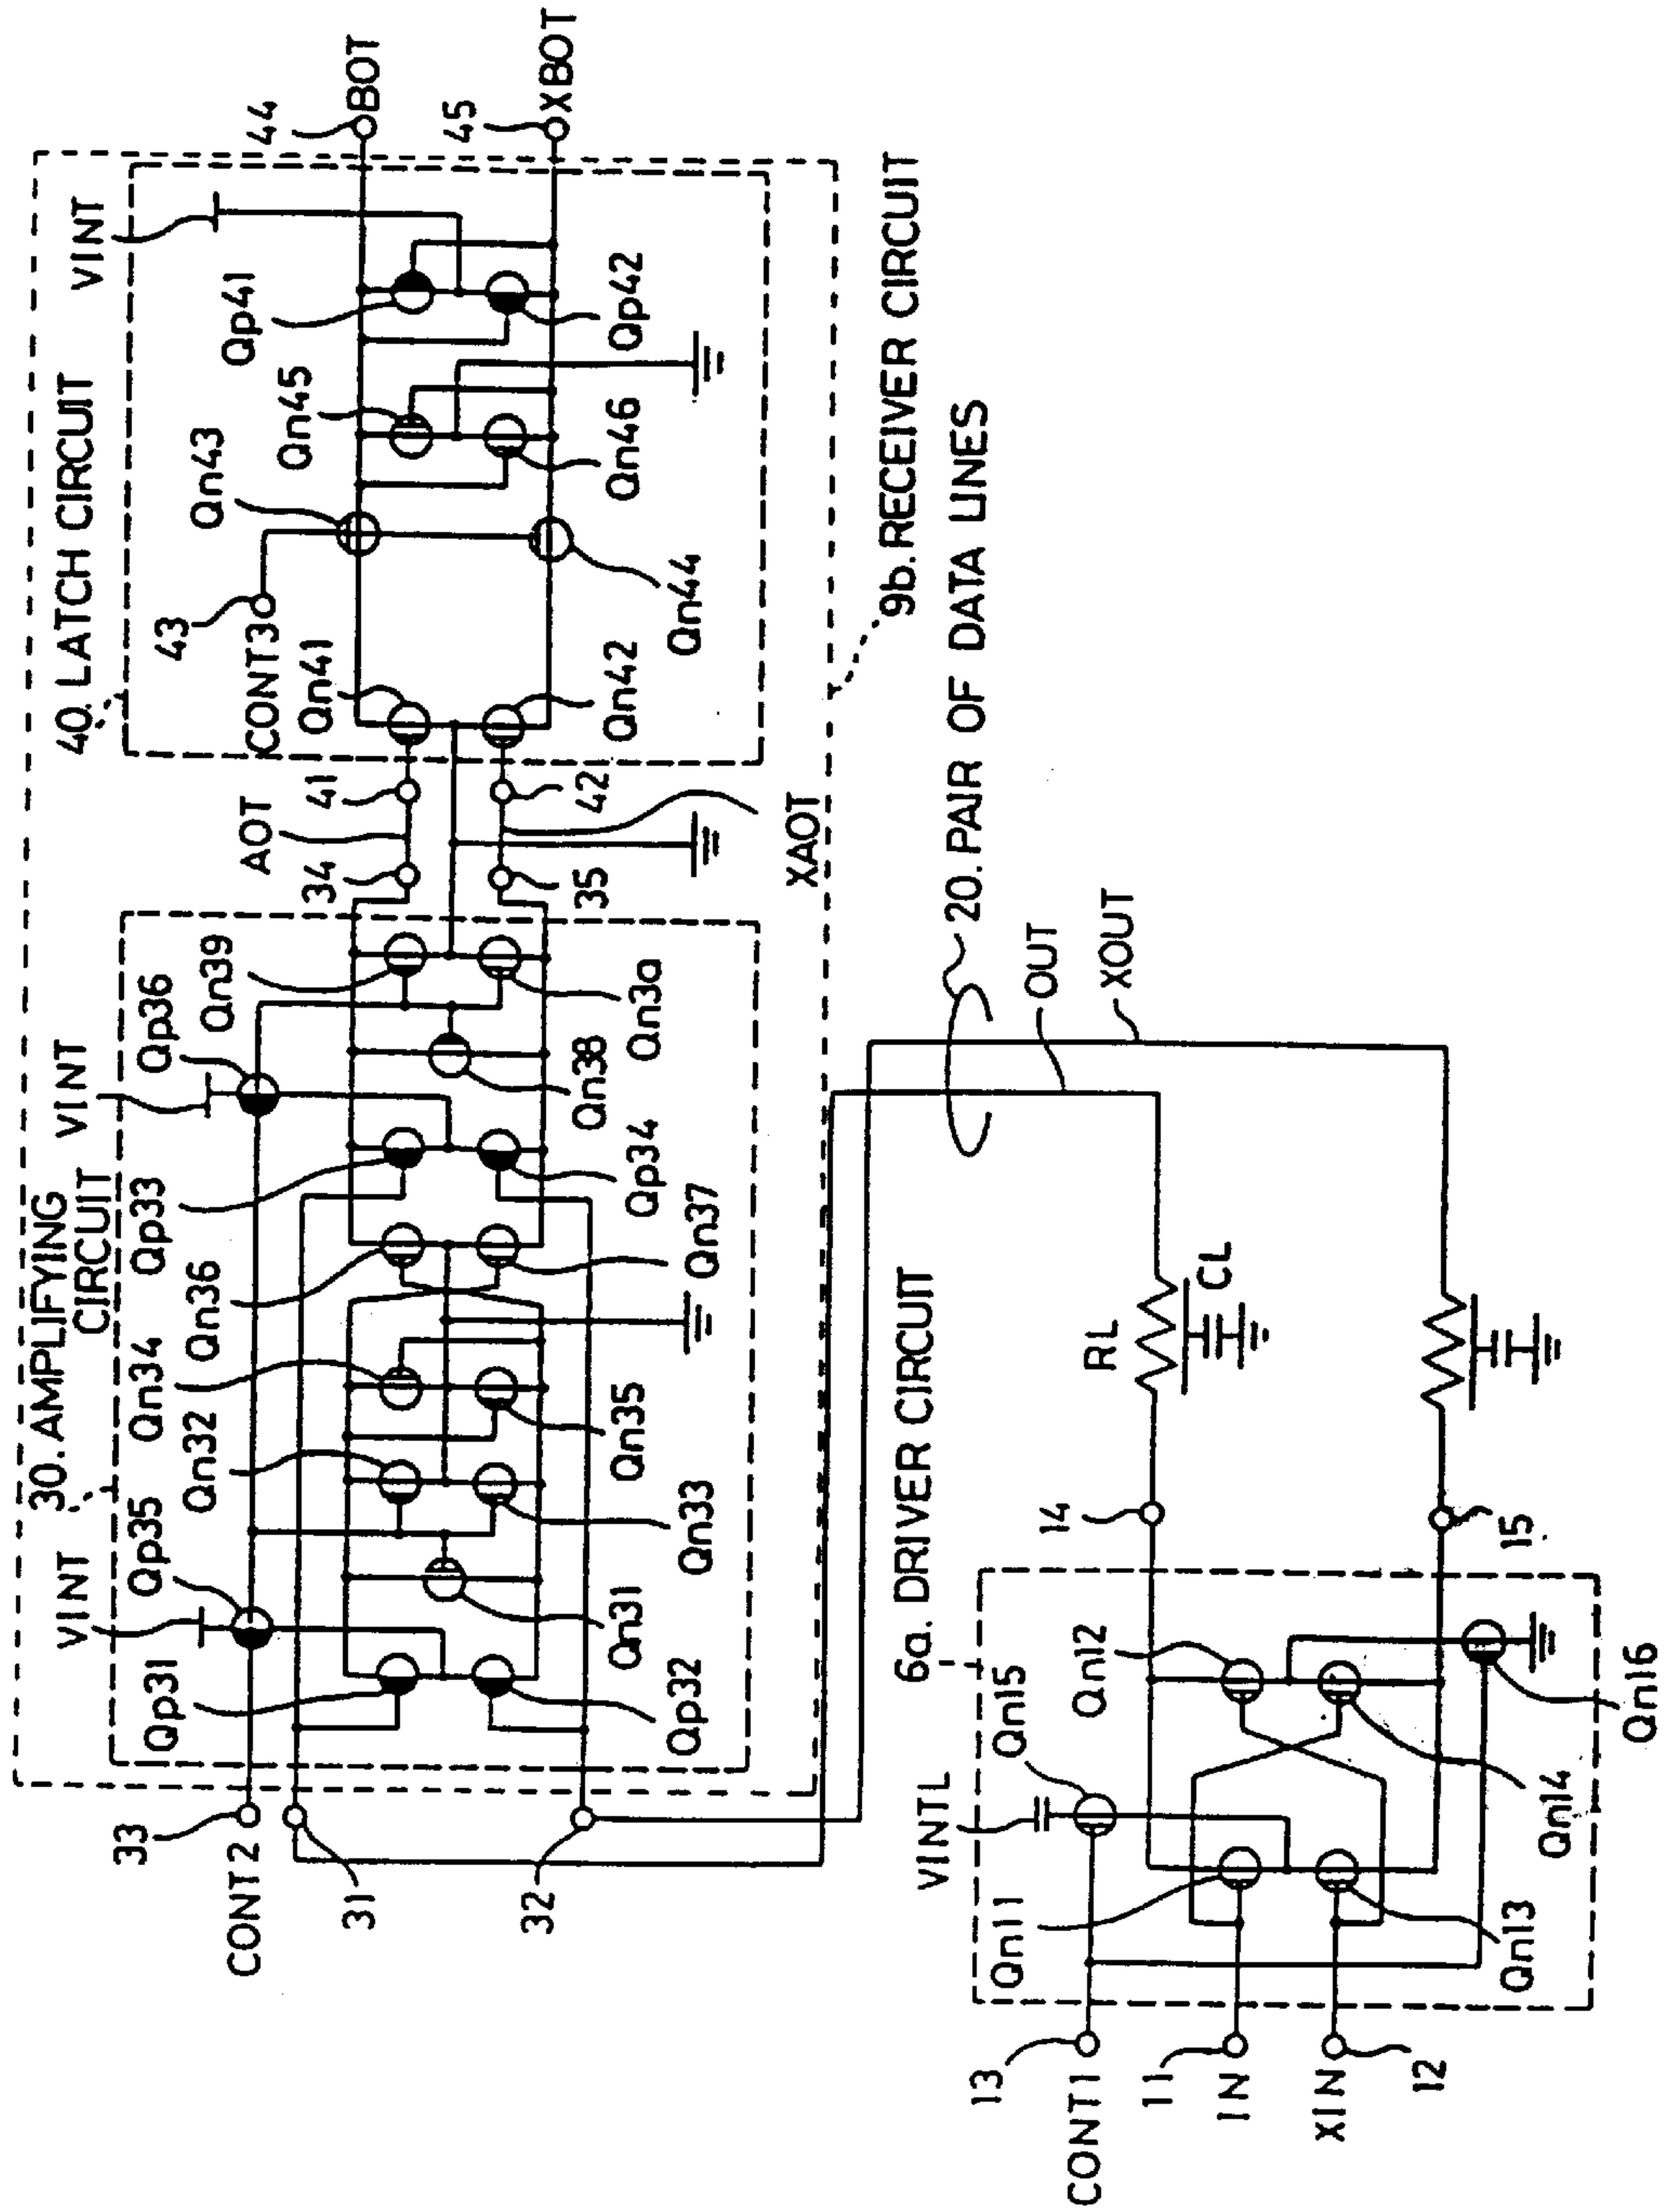 40. LATCH CIRCUIT
VINT
44
BOT
43
Qn43
Qn45
Qp41
CONT3
Qn41
45
XBOT
Qn42
Qn44
Qn46
Qp42
AOT
41
34
42
35
XAOT
9b. RECEIVER CIRCUIT
30. AMPLIFYING
CIRCUIT
VINT
VINT
33
CONT2
Qp35
Qp36
Qp31
Qn32
Qn34
Qn36
Qp33
Qn39
31
32
Qp32
Qn31
Qn33
Qn35
Qn37
Qp34
Qn38
Qn3a
20. PAIR OF DATA LINES
OUT
XOUT
6a. DRIVER CIRCUIT
VINTL
Qn15
Qn12
14
RL
CL
Qn11
Qn13
Qn14
Qn16
15
13
CONT1
11
IN
XIN
12